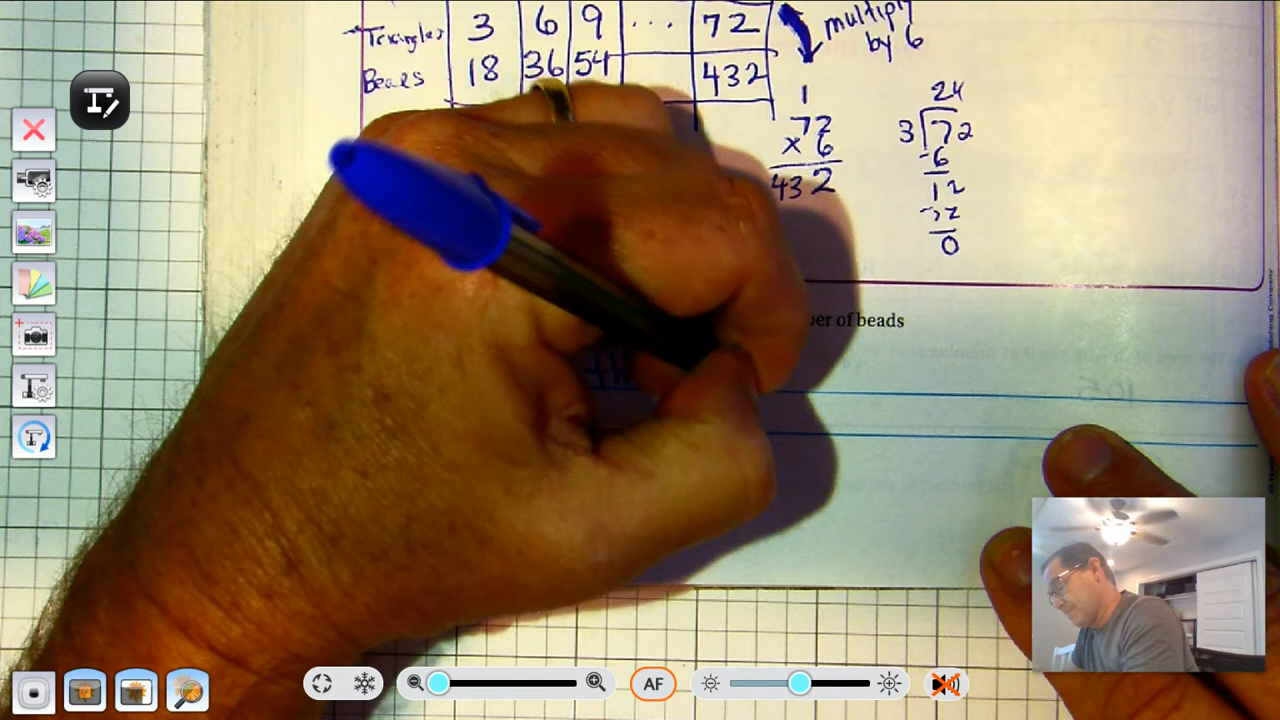 Triangles 3 6 9 ... 72
Beads 18 36 54 432
multiply
by 6
1
72
x 6
432
24
3 72
-6
12
-12
0
ber of beads
AF